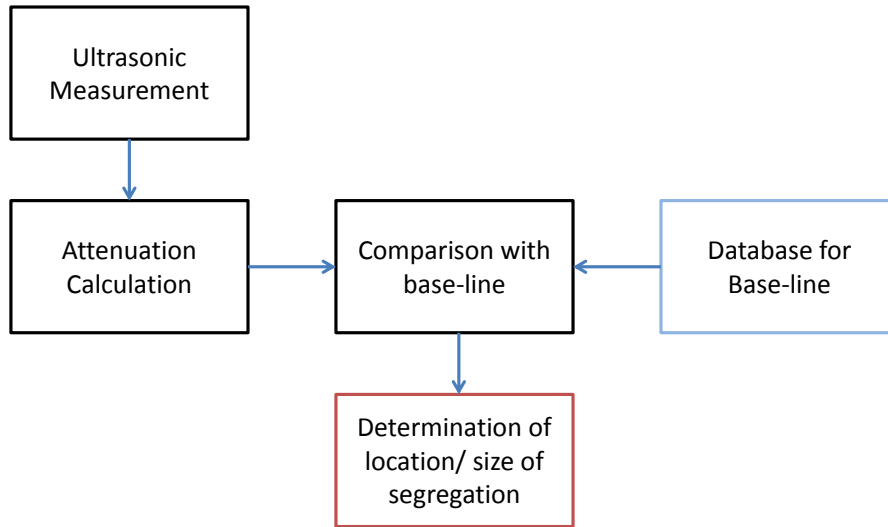 Ultrasonic
Measurement
Attenuation
Calculation
Comparison with
base-line
Database for
Base-line
Determination of
location/ size of
segregation